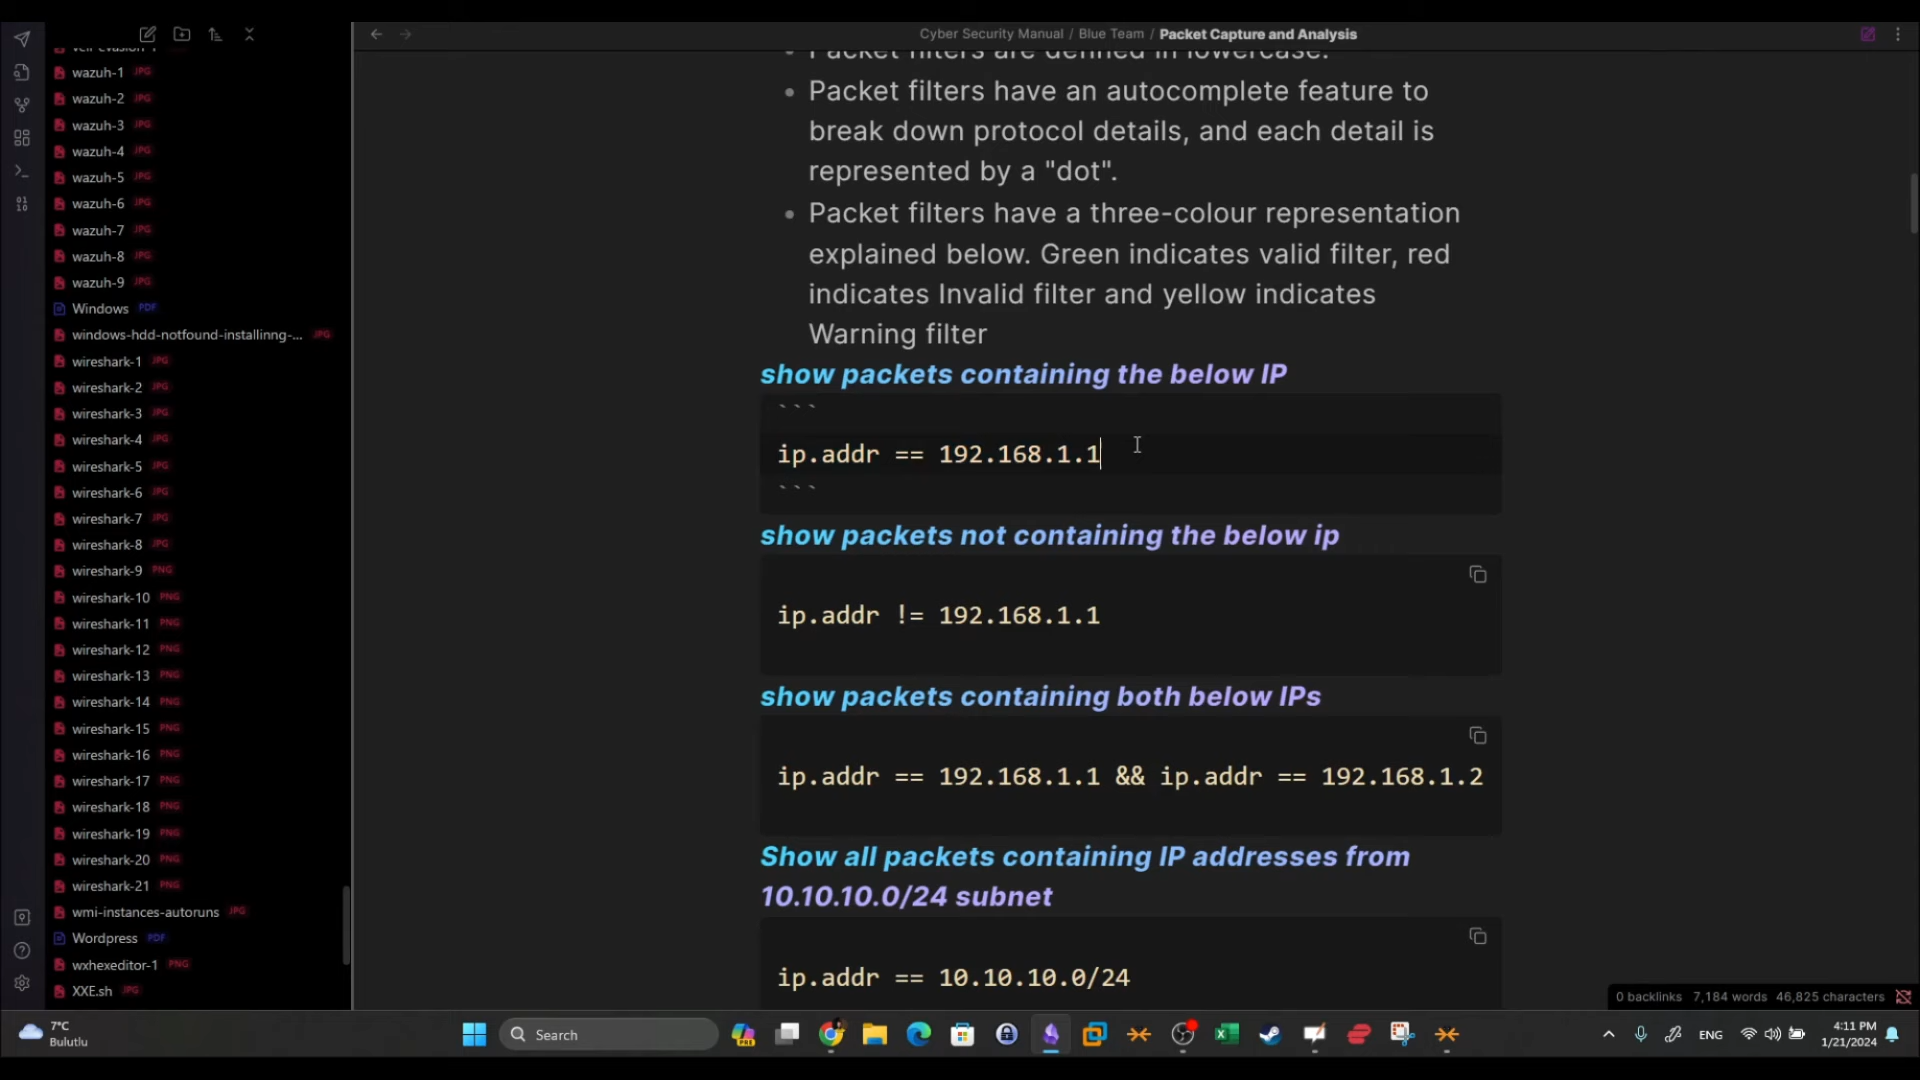 Cyber Security Manual / Blue Team / Packet Capture and Analysis
wazuh-1 JPG
wazuh-2 JPG
wazuh-3 JPG
wazuh-4 JPG
wazuh-5 JPG
wazuh-6 JPG
wazuh-7 JPG
wazuh-8 JPG
wazuh-9 JPG
Windows PDF
windows-hdd-notfound-installinng-... JPG
wireshark-1 JPG
wireshark-2 JPG
wireshark-3 JPG
wireshark-4 JPG
wireshark-5 JPG
wireshark-6 JPG
wireshark-7 JPG
wireshark-8 JPG
wireshark-9 PNG
wireshark-10 PNG
wireshark-11 PNG
wireshark-12 PNG
wireshark-13 PNG
wireshark-14 PNG
wireshark-15 PNG
wireshark-16 PNG
wireshark-17 PNG
wireshark-18 PNG
wireshark-19 PNG
wireshark-20 PNG
wireshark-21 PNG
wmi-instances-autoruns JPG
Wordpress PDF
wxhexeditor-1 PNG
XXE.sh JPG
• Packet filters are defined in lowercase.
• Packet filters have an autocomplete feature to
break down protocol details, and each detail is
represented by a "dot".
• Packet filters have a three-colour representation
explained below. Green indicates valid filter, red
indicates Invalid filter and yellow indicates
Warning filter
show packets containing the below IP
```
ip.addr == 192.168.1.1
```
show packets not containing the below ip
ip.addr != 192.168.1.1
show packets containing both below IPs
ip.addr == 192.168.1.1 && ip.addr == 192.168.1.2
Show all packets containing IP addresses from
10.10.10.0/24 subnet
ip.addr == 10.10.10.0/24
0 backlinks 7,184 words 46,825 characters
7°C
Bulutlu
Search
ENG
4:11 PM
1/21/2024